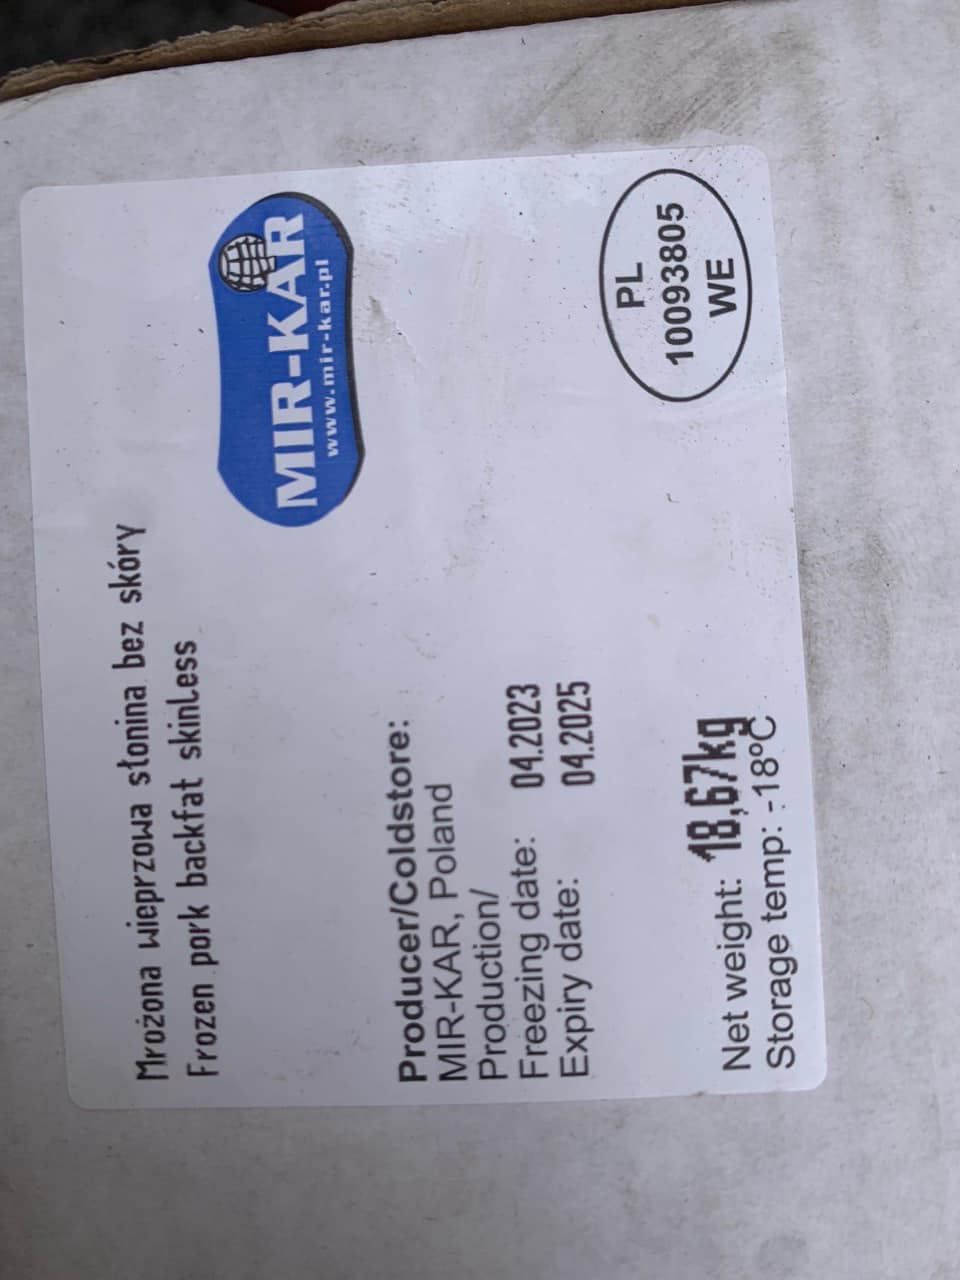 Mrożona wieprzowa słonina bez skóry
Frozen pork backfat skinless
MIR-KAR
www.mir-kar.pl
Producer/Coldstore:
MIR-KAR, Poland
Production/
Freezing date: 04.2023
Expiry date: 04.2025
Net weight: 18,67kg
Storage temp: -18ºC
PL
10093805
WE